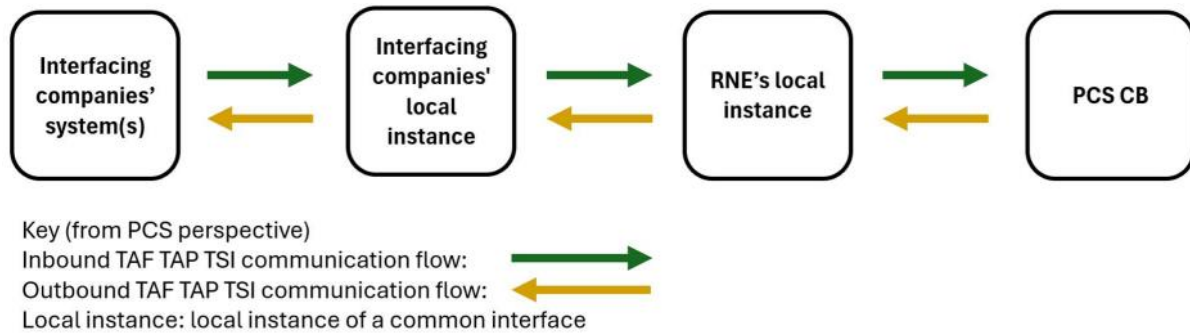 Interfacing
companies’
system(s)
Interfacing
companies'
local
instance
RNE’s local
instance
PCS CB
Key (from PCS perspective)
Inbound TAF TAP TSI communication flow:
Outbound TAF TAP TSI communication flow:
Local instance: local instance of a common interface